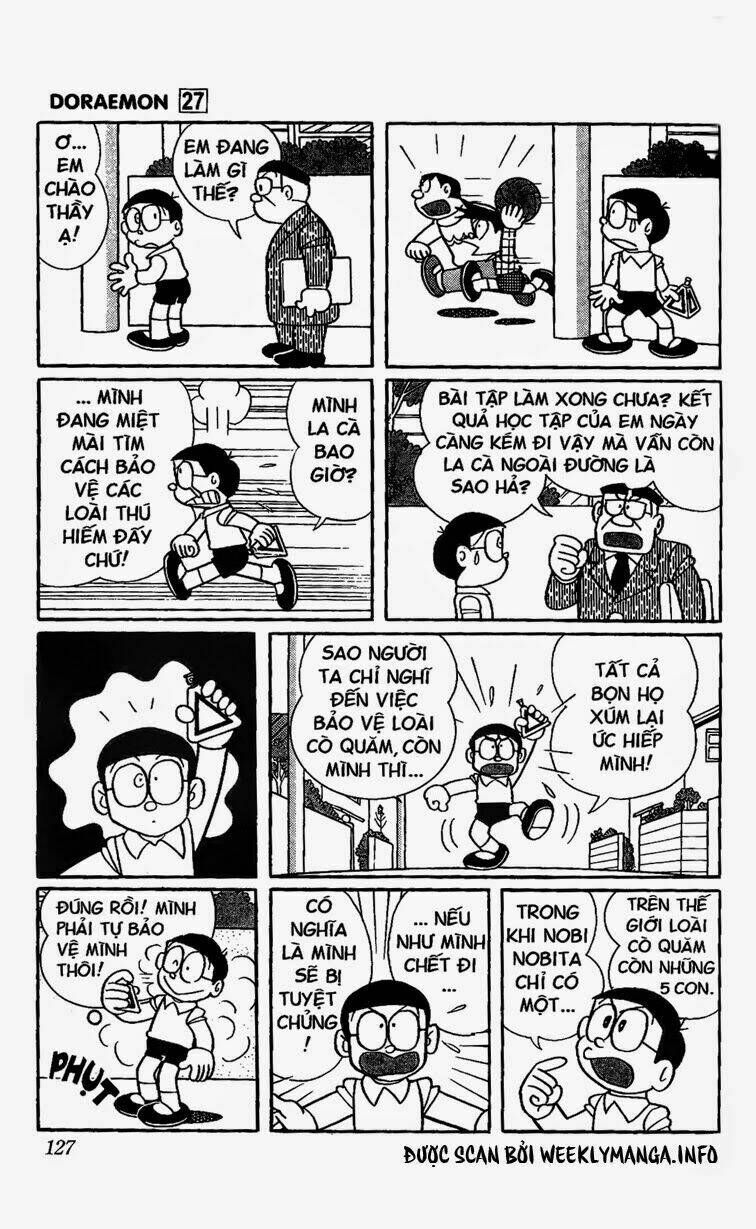 DORAEMON 27
EM ĐANG
LÀM GÌ
THẾ?
Ơ...
EM
CHÀO
THẦY
Ạ!
BÀI TẬP LÀM XONG CHƯA? KẾT
QUẢ HỌC TẬP CỦA EM NGÀY
CÀNG KÉM ĐI VẬY MÀ VẪN CÒN
LA CÀ NGOÀI ĐƯỜNG LÀ
SAO HẢ?
MÌNH
LA CÀ
BAO
GIỜ?
... MÌNH
ĐANG MIỆT
MÀI TÌM
CÁCH BẢO
VỆ CÁC
LOÀI THÚ
HIẾM ĐẤY
CHỨ!
TẤT CẢ
BỌN HỌ
XÚM LẠI
ỨC HIẾP
MÌNH!
SAO NGƯỜI
TA CHỈ NGHĨ
ĐẾN VIỆC
BẢO VỆ LOÀI
CÒ QUĂM, CÒN
MÌNH THÌ...
TRÊN THẾ
GIỚI LOÀI
CÒ QUĂM
CÒN NHỮNG
5 CON.
TRONG
KHI NOBI
NOBITA
CHỈ CÓ
MỘT...
... NẾU
NHƯ MÌNH
CHẾT ĐI
...
CÓ
NGHĨA
LÀ MÌNH
SẼ BỊ
TUYỆT
CHỦNG
!
ĐÚNG RỒI! MÌNH
PHẢI TỰ BẢO
VỆ MÌNH
THÔI!
PHỤT
127
ĐƯỢC SCAN BỞI WEEKLYMANGA.INFO